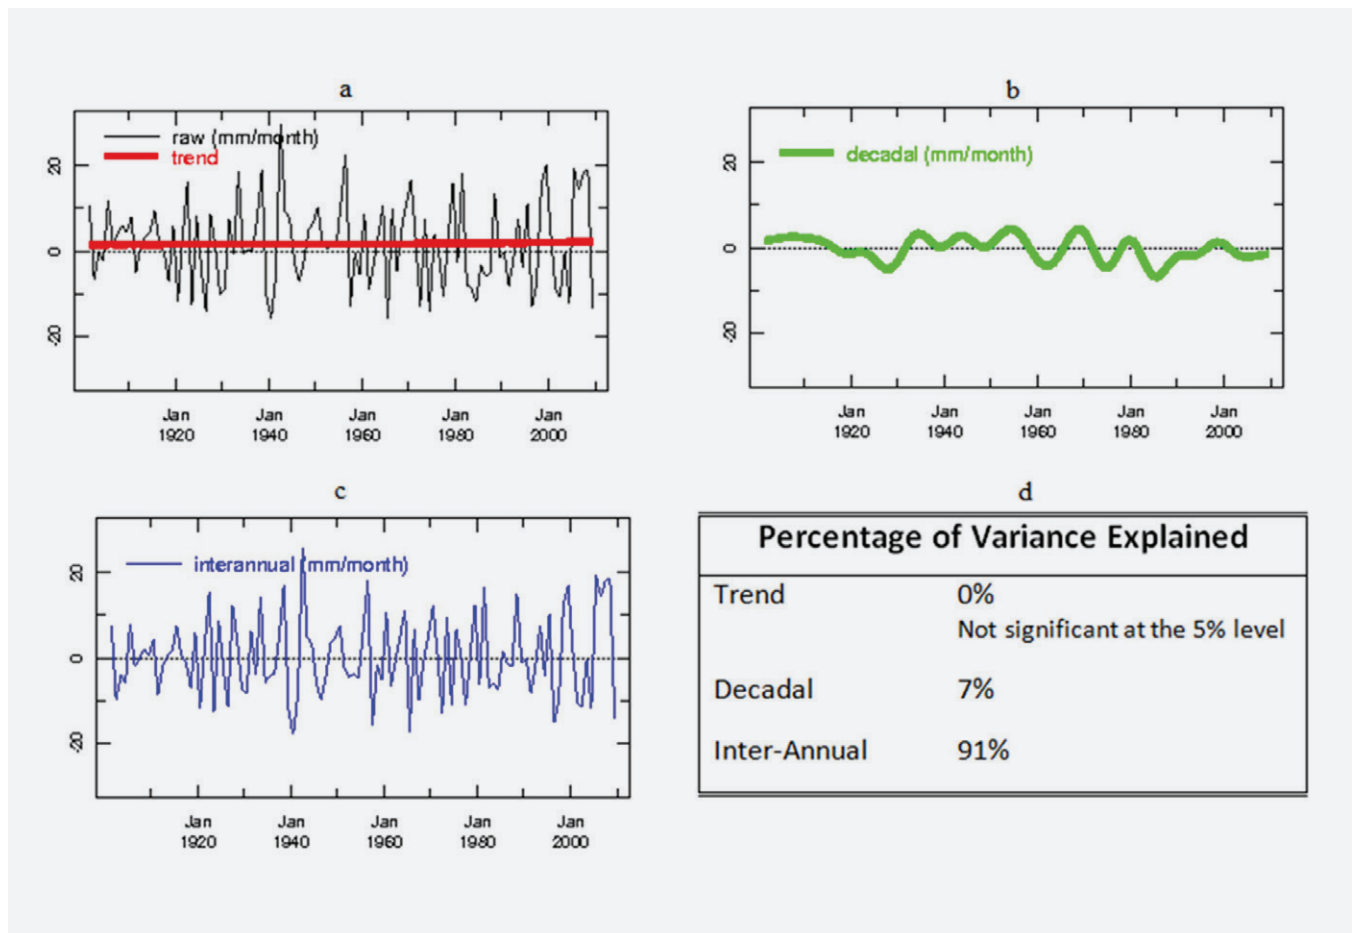 a
raw (mm/month)
trend
20
0
-20
Jan Jan Jan Jan Jan
1920 1940 1960 1980 2000
b
decadal (mm/month)
20
0
-20
Jan Jan Jan Jan Jan
1920 1940 1960 1980 2000
c
interannual (mm/month)
20
0
-20
Jan Jan Jan Jan Jan
1920 1940 1960 1980 2000
d
Percentage of Variance Explained
Trend 0%
Not significant at the 5% level
Decadal 7%
Inter-Annual 91%